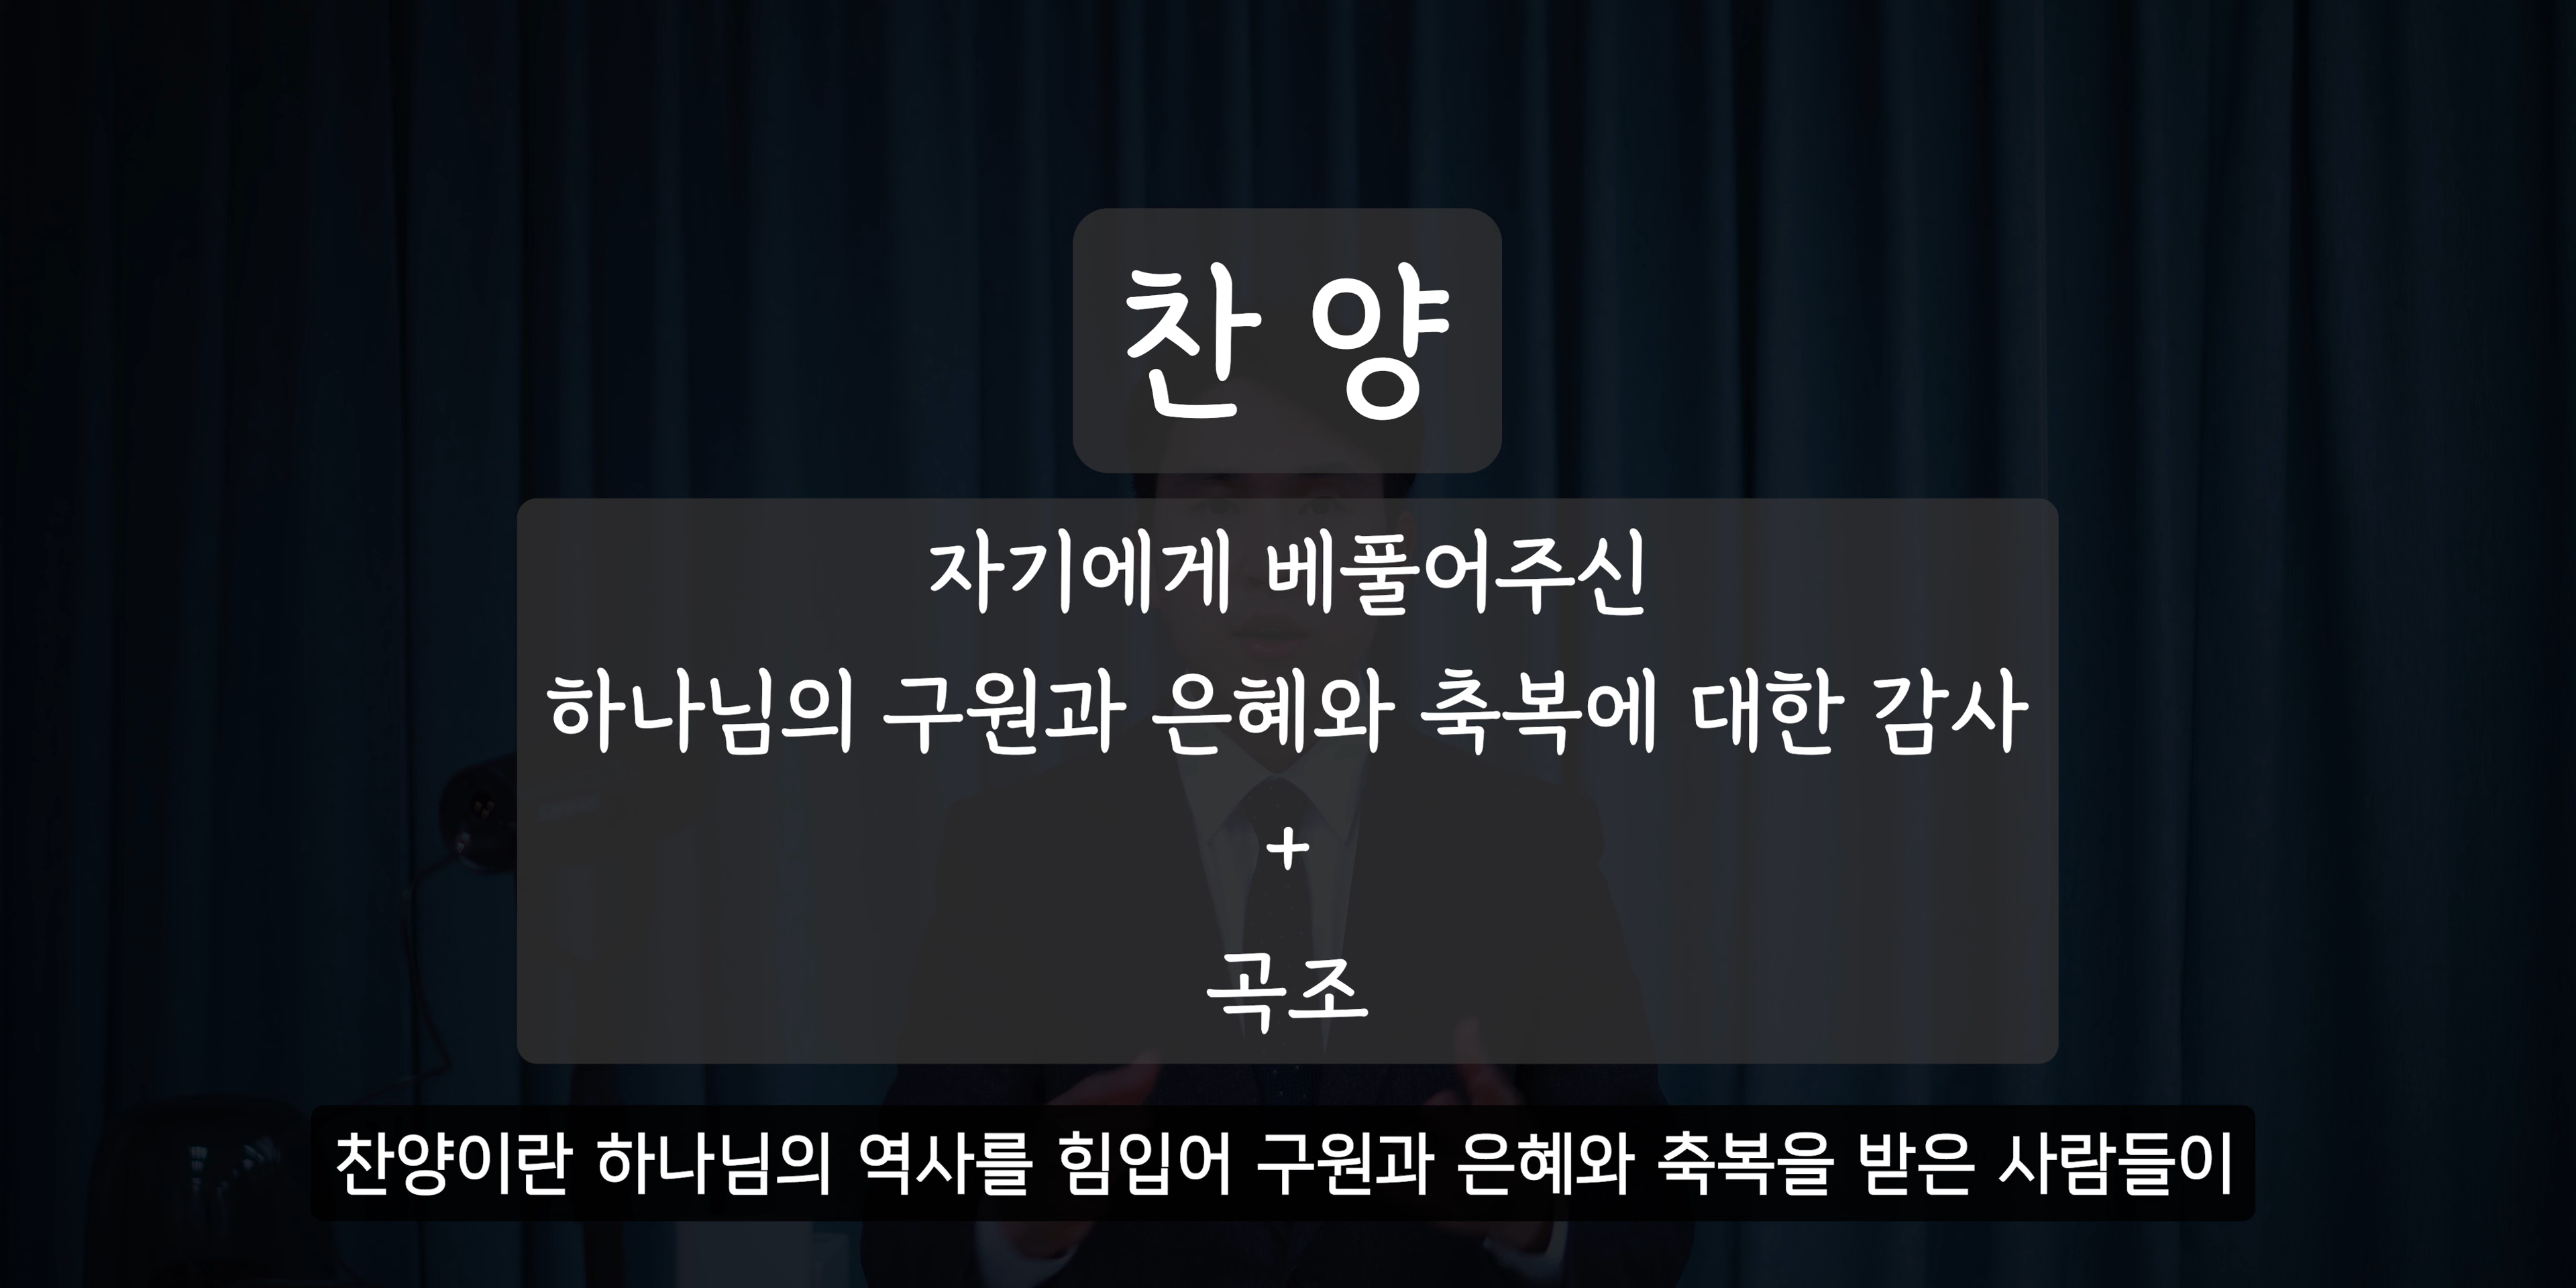 찬 양
자기에게 베풀어주신
하나님의 구원과 은혜와 축복에 대한 감사
+
곡조
찬양이란 하나님의 역사를 힘입어 구원과 은혜와 축복을 받은 사람들이